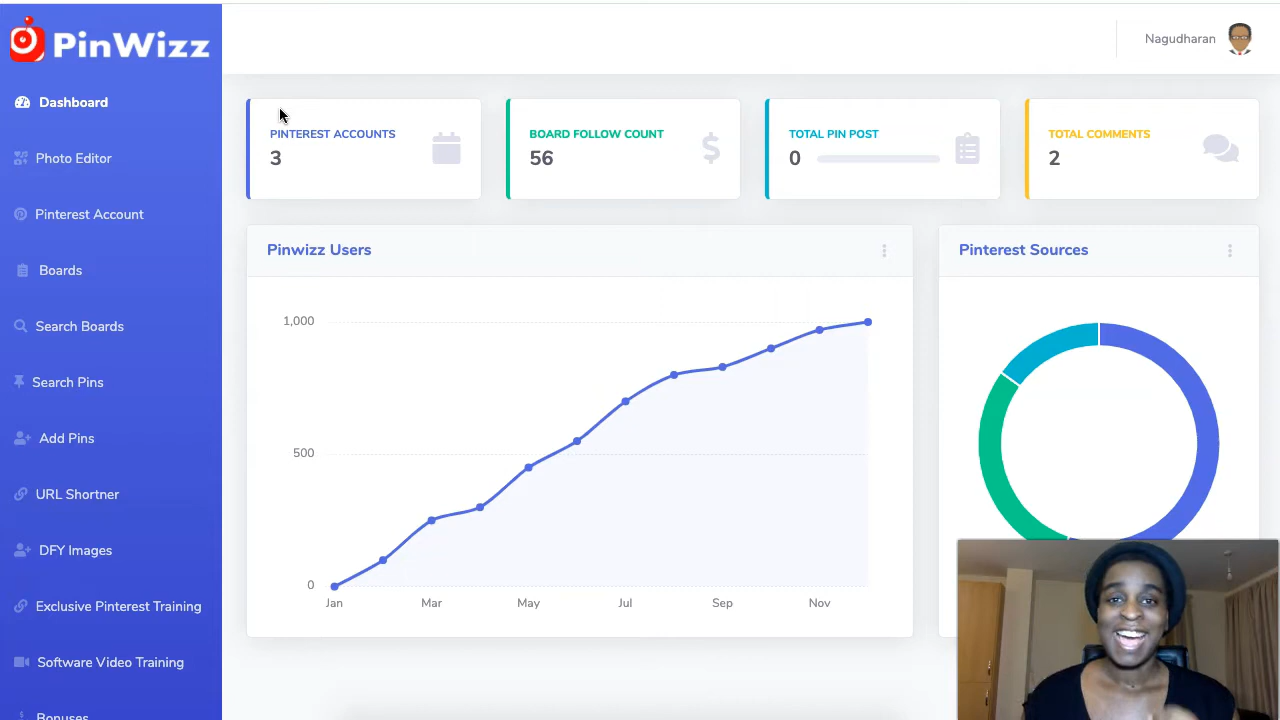 PinWizz
Nagudharan
Dashboard
Photo Editor
Pinterest Account
Boards
Search Boards
Search Pins
Add Pins
URL Shortner
DFY Images
Exclusive Pinterest Training
Software Video Training
Bonuses
PINTEREST ACCOUNTS
3
BOARD FOLLOW COUNT
56
TOTAL PIN POST
0
TOTAL COMMENTS
2
Pinwizz Users
1,000
500
0
Jan Mar May Jul Sep Nov
Pinterest Sources